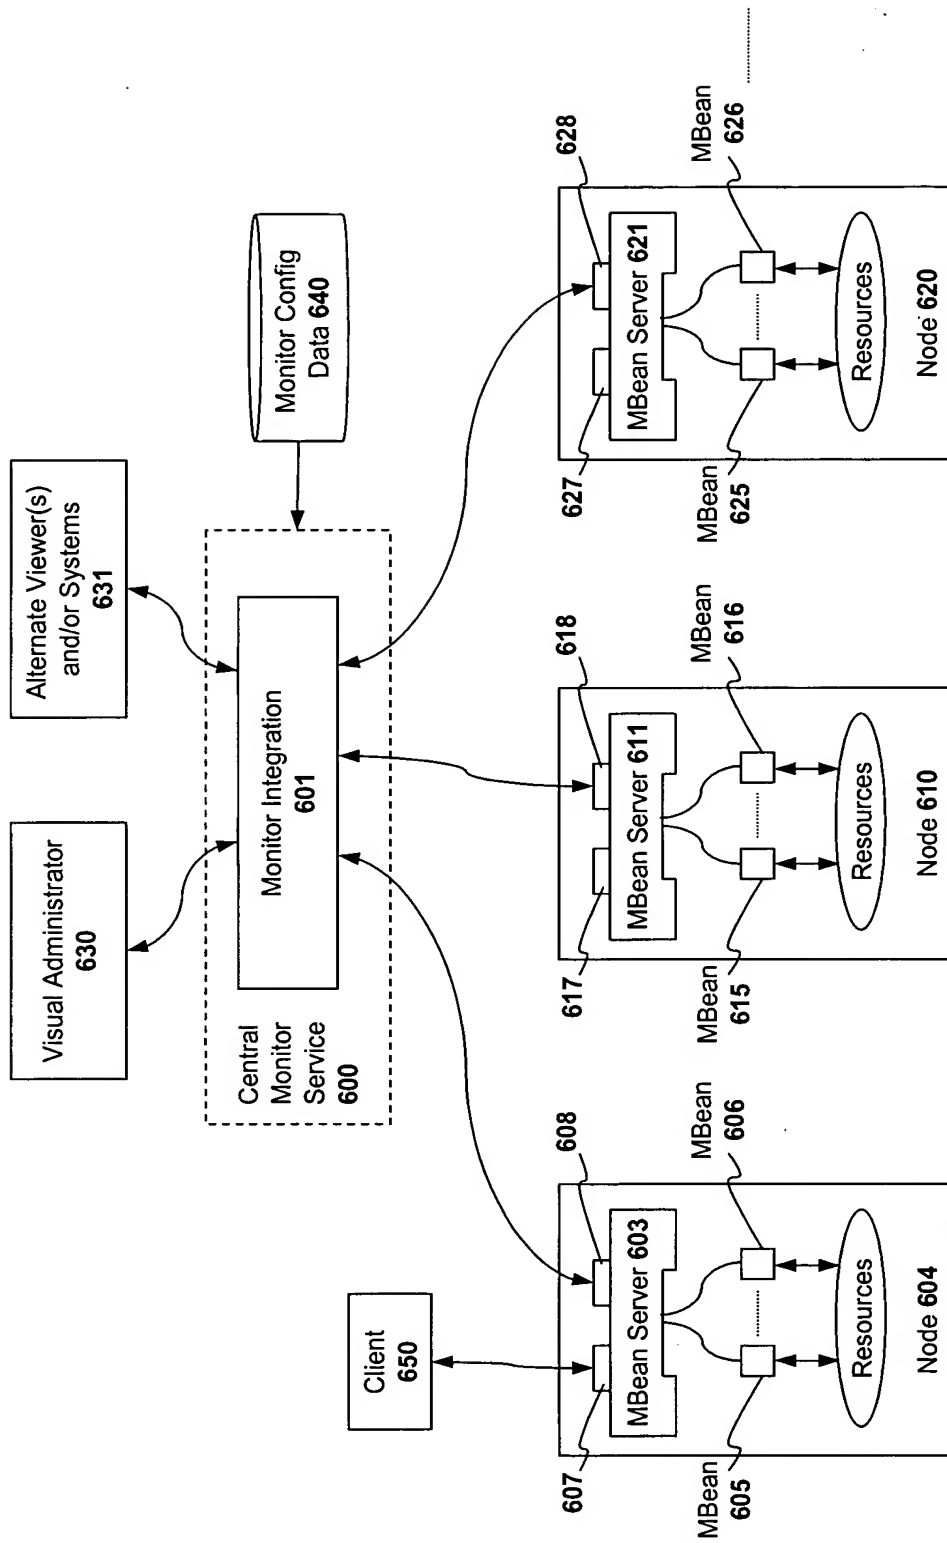 Visual Administrator
630
Alternate Viewer(s)
and/or Systems
631
Central
Monitor
Service
600
Monitor Integration
601
Monitor Config
Data 640
Client
650
607
608
MBean Server 603
MBean
605
MBean
606
Resources
Node 604
617
618
MBean Server 611
MBean
615
MBean
616
Resources
Node 610
627
628
MBean Server 621
MBean
625
MBean
626
Resources
Node 620